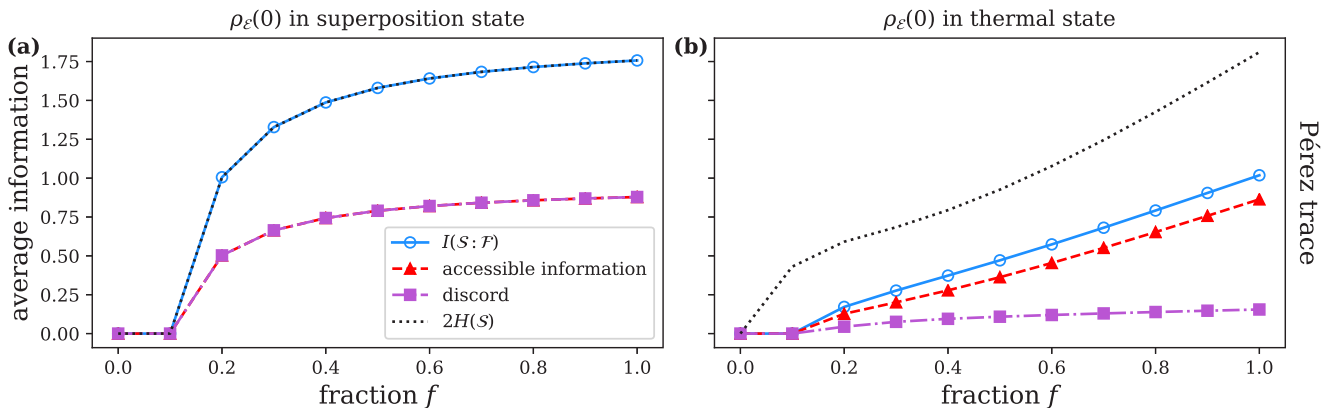 ρ_ℰ(0) in superposition state
ρ_ℰ(0) in thermal state
(a)
(b)
average information
1.75
1.50
1.25
1.00
0.75
0.50
0.25
0.00
I(𝒮 : ℱ)
accessible information
discord
2H(𝒮)
0.0 0.2 0.4 0.6 0.8 1.0
0.0 0.2 0.4 0.6 0.8 1.0
fraction f
fraction f
Pérez trace